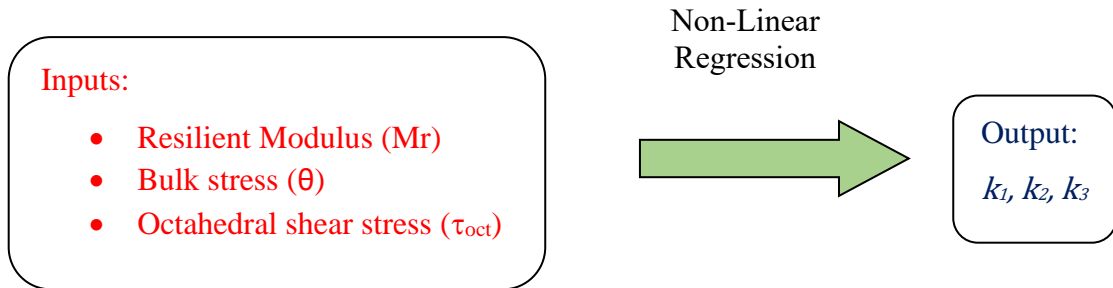 Non-Linear
Regression
Inputs:
• Resilient Modulus (Mr)
• Bulk stress (θ)
• Octahedral shear stress (τoct)
Output:
k1, k2, k3